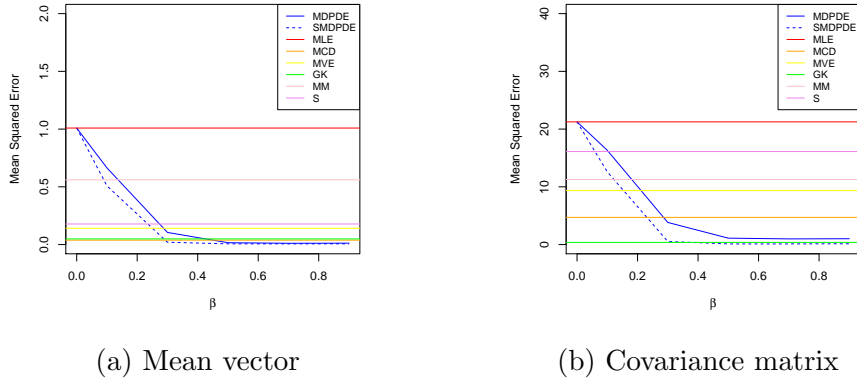 2.0
1.5
1.0
0.5
0.0
Mean Squared Error
MDPDE
SMDPDE
MLE
MCD
MVE
GK
MM
S
0.0 0.2 0.4 0.6 0.8
β
(a) Mean vector
40
30
20
10
0
Mean Squared Error
MDPDE
SMDPDE
MLE
MCD
MVE
GK
MM
S
0.0 0.2 0.4 0.6 0.8
β
(b) Covariance matrix